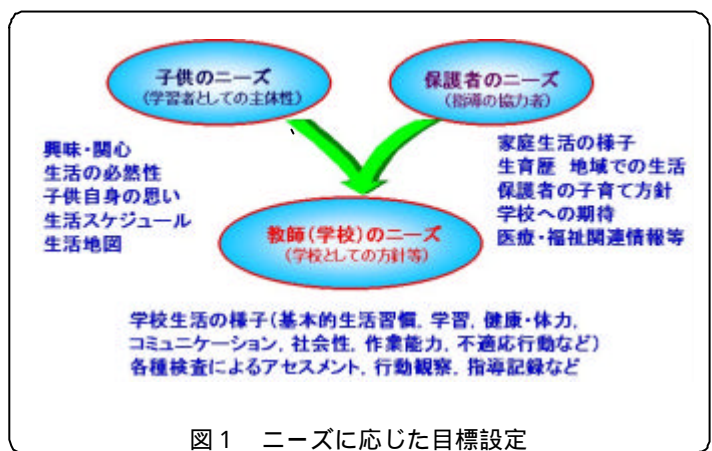 子供のニーズ
(学習者としての主体性)
保護者のニーズ
(指導の協力者)
興味・関心
生活の必然性
子供自身の思い
生活スケジュール
生活地図
家庭生活の様子
生育歴 地域での生活
保護者の子育て方針
学校への期待
医療・福祉関連情報等
教師(学校)のニーズ
(学校としての方針等)
学校生活の様子(基本的生活習慣, 学習, 健康・体力,
コミュニケーション, 社会性, 作業能力, 不適応行動など)
各種検査によるアセスメント, 行動観察, 指導記録など
図1 ニーズに応じた目標設定